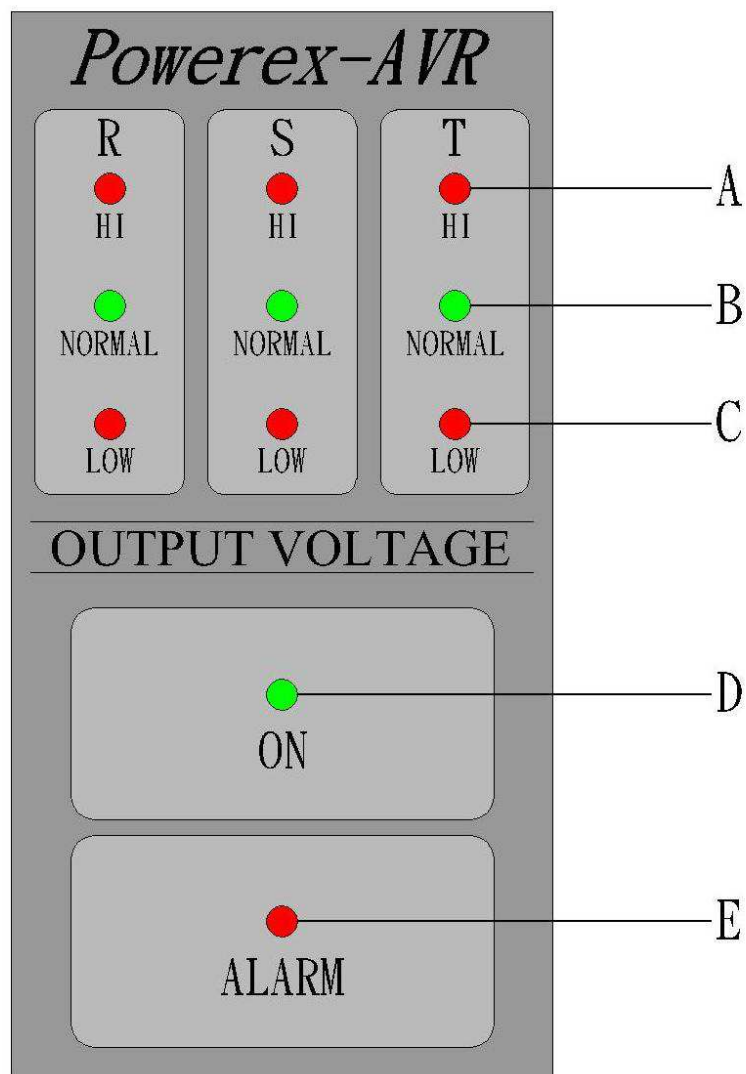 Powerex-AVR
R S T
HI HI HI A
NORMAL NORMAL NORMAL B
LOW LOW LOW C
OUTPUT VOLTAGE
ON D
ALARM E